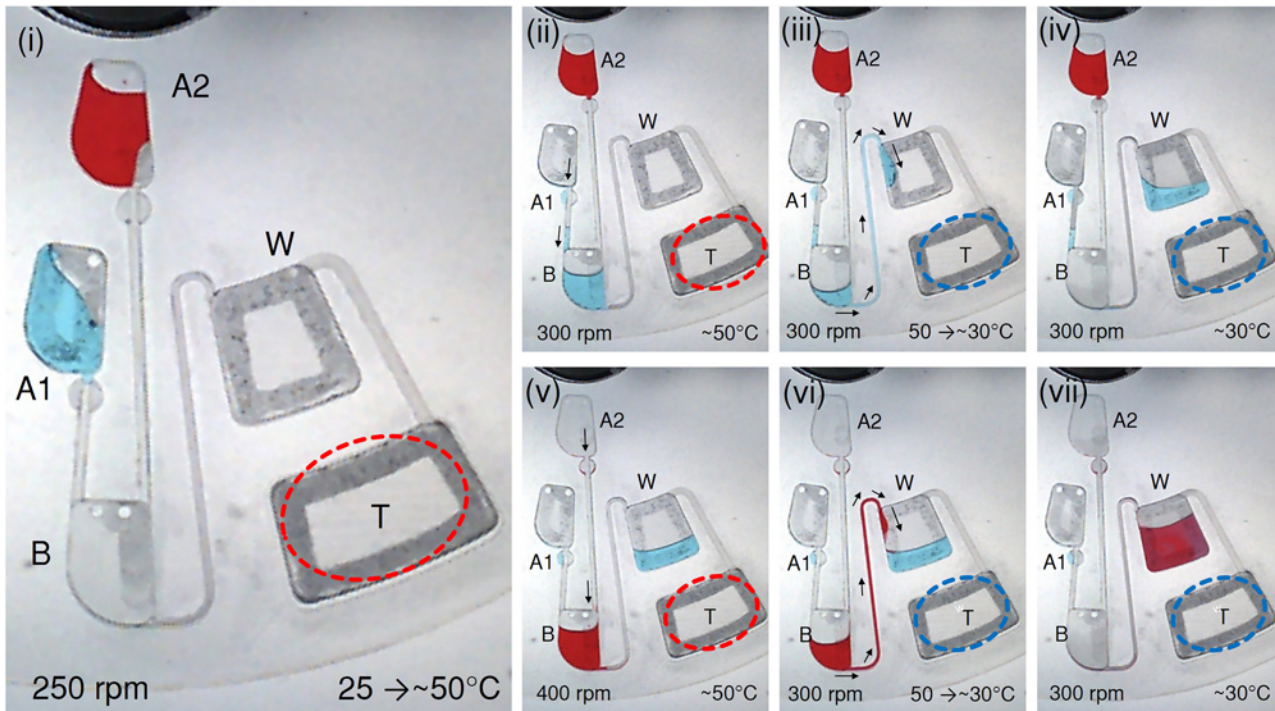 (i)
A2
W
A1
T
B
250 rpm
25 →~50°C
(ii)
A2
W
A1
T
B
300 rpm
~50°C
(iii)
A2
W
A1
T
B
300 rpm
50 →~30°C
(iv)
A2
W
A1
T
B
300 rpm
~30°C
(v)
A2
W
A1
T
B
400 rpm
~50°C
(vi)
A2
W
A1
T
B
300 rpm
50 →~30°C
(vii)
A2
W
A1
T
B
300 rpm
~30°C